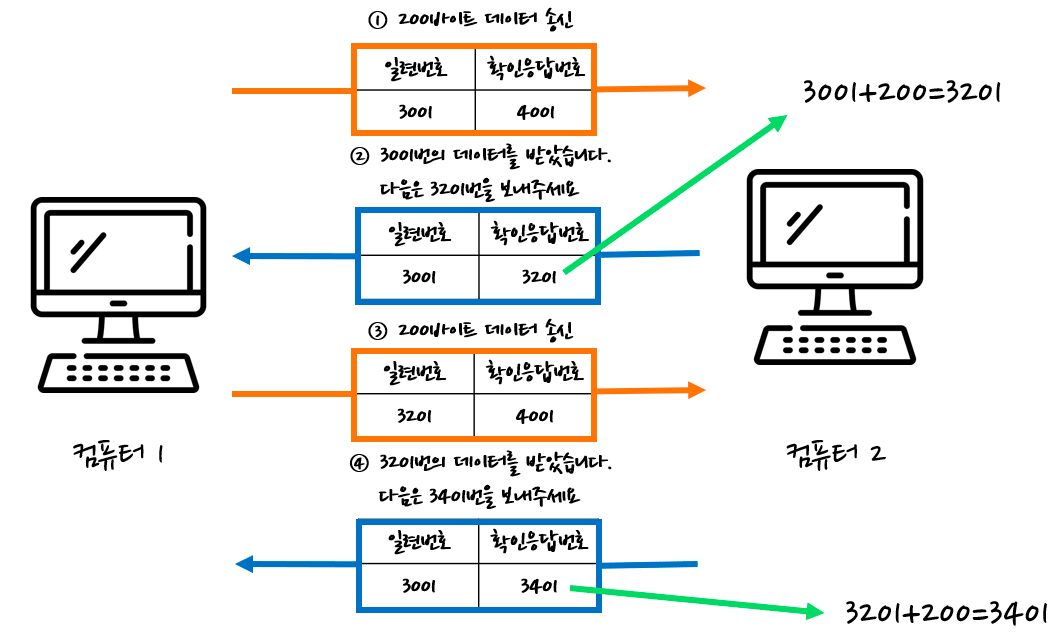 ① 200바이트 데이터 송신
일련번호 확인응답번호
3001 4001
3001+200=3201
② 3001번의 데이터를 받았습니다.
다음은 3201번을 보내주세요
일련번호 확인응답번호
3001 3201
③ 200바이트 데이터 송신
일련번호 확인응답번호
3201 4001
컴퓨터 1
컴퓨터 2
④ 3201번의 데이터를 받았습니다.
다음은 3401번을 보내주세요
일련번호 확인응답번호
3001 3401
3201+200=3401